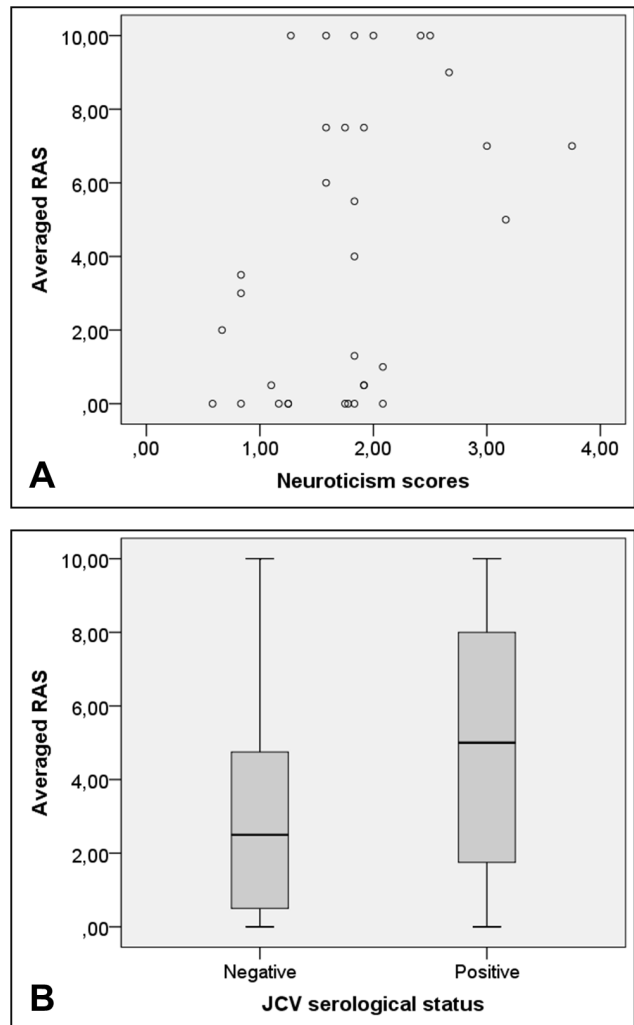 10,00
8,00
6,00
4,00
2,00
,00
Averaged RAS
,00 1,00 2,00 3,00 4,00
Neuroticism scores
A
10,00
8,00
6,00
4,00
2,00
,00
Averaged RAS
Negative Positive
JCV serological status
B